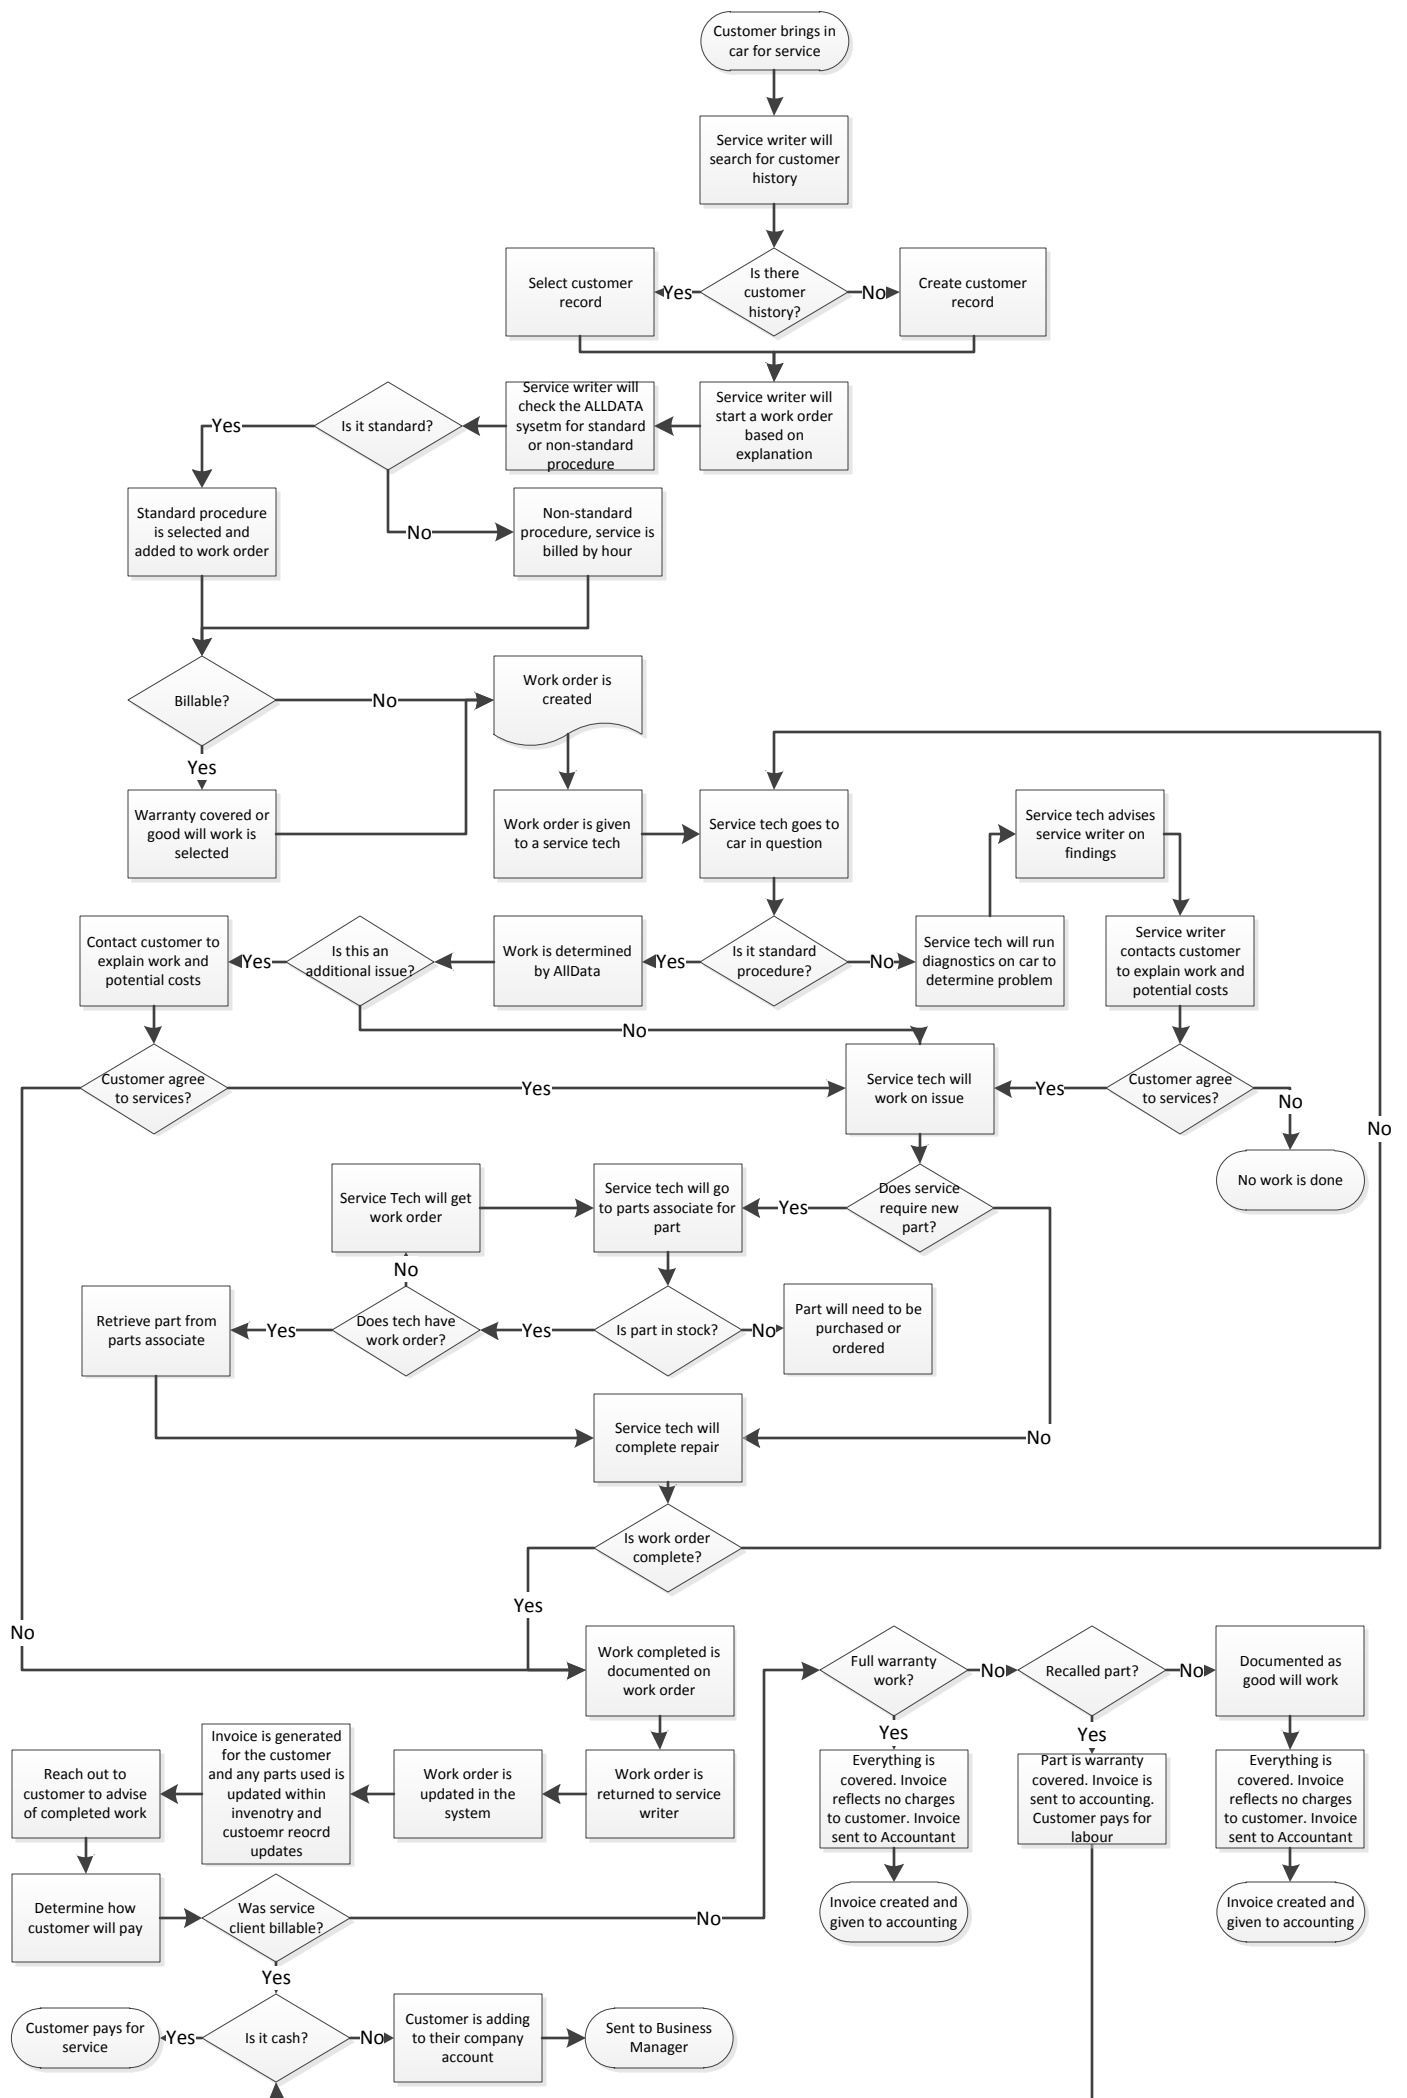 Customer brings in
car for service
Service writer will
search for customer
history
Select customer
record
Yes
Is there
customer
history?
No
Create customer
record
Yes
Is it standard?
Service writer will
check the ALLDATA
sysetm for standard
or non-standard
procedure
Service writer will
start a work order
based on
explanation
Standard procedure
is selected and
added to work order
No
Non-standard
procedure, service is
billed by hour
Billable?
No
Work order is
created
Yes
Warranty covered or
good will work is
selected
Work order is given
to a service tech
Service tech goes to
car in question
Service tech advises
service writer on
findings
Contact customer to
explain work and
potential costs
Yes
Is this an
additional issue?
Work is determined
by AllData
Yes
Is it standard
procedure?
No
Service tech will run
diagnostics on car to
determine problem
Service writer
contacts customer
to explain work and
potential costs
No
Customer agree
to services?
Yes
Service tech will
work on issue
Yes
Customer agree
to services?
No
No
No work is done
Service Tech will get
work order
Service tech will go
to parts associate for
part
Yes
Does service
require new
part?
No
Retrieve part from
parts associate
Yes
Does tech have
work order?
Yes
Is part in stock?
No
Part will need to be
purchased or
ordered
Service tech will
complete repair
No
Is work order
complete?
Yes
No
Work completed is
documented on
work order
Full warranty
work?
No
Recalled part?
No
Documented as
good will work
Yes
Yes
Reach out to
customer to advise
of completed work
Invoice is generated
for the customer
and any parts used is
updated within
invenotry and
custoemr reocrd
updates
Work order is
updated in the
system
Work order is
returned to service
writer
Everything is
covered. Invoice
reflects no charges
to customer. Invoice
sent to Accountant
Part is warranty
covered. Invoice is
sent to accounting.
Customer pays for
labour
Everything is
covered. Invoice
reflects no charges
to customer. Invoice
sent to Accountant
Determine how
customer will pay
Was service
client billable?
No
Invoice created and
given to accounting
Invoice created and
given to accounting
Yes
Customer pays for
service
Yes
Is it cash?
No
Customer is adding
to their company
account
Sent to Business
Manager